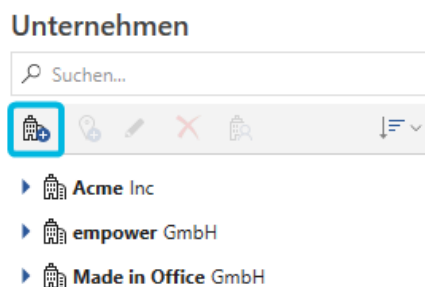 Unternehmen
Suchen...
Acme Inc
empower GmbH
Made in Office GmbH